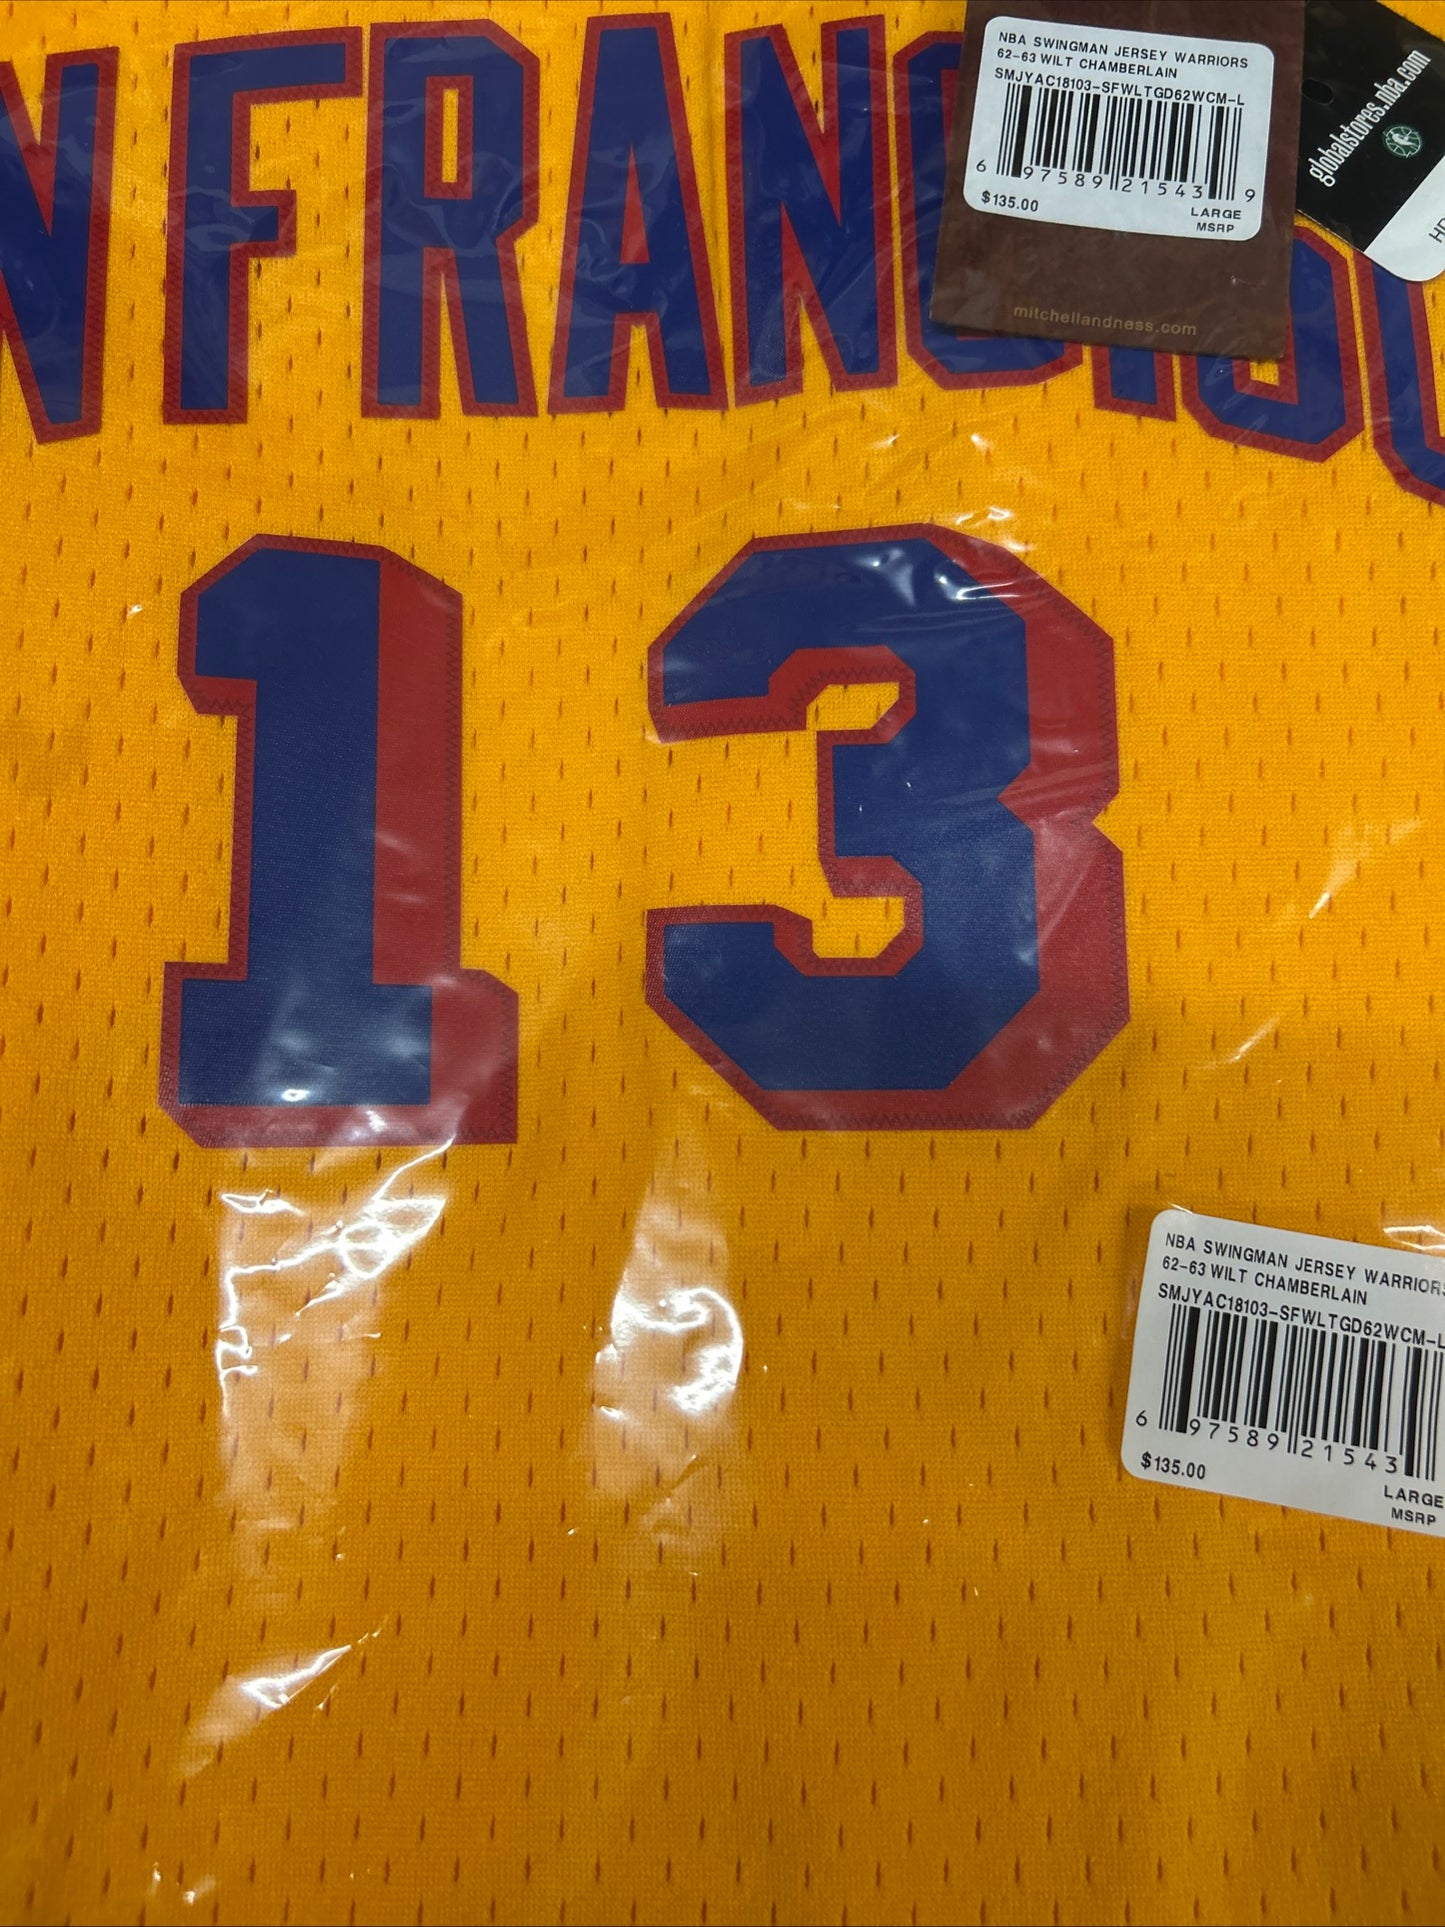 N FRANCISC
13
NBA SWINGMAN JERSEY WARRIORS
62-63 WILT CHAMBERLAIN
SMJYAC18103-SFWLTGD62WCM-L
6 97589 21543 9
$135.00
LARGE
MSRP
mitchellandness.com
globalstores.nba.com
NBA SWINGMAN JERSEY WARRIORS
62-63 WILT CHAMBERLAIN
SMJYAC18103-SFWLTGD62WCM-L
6 97589 21543
$135.00
LARGE
MSRP